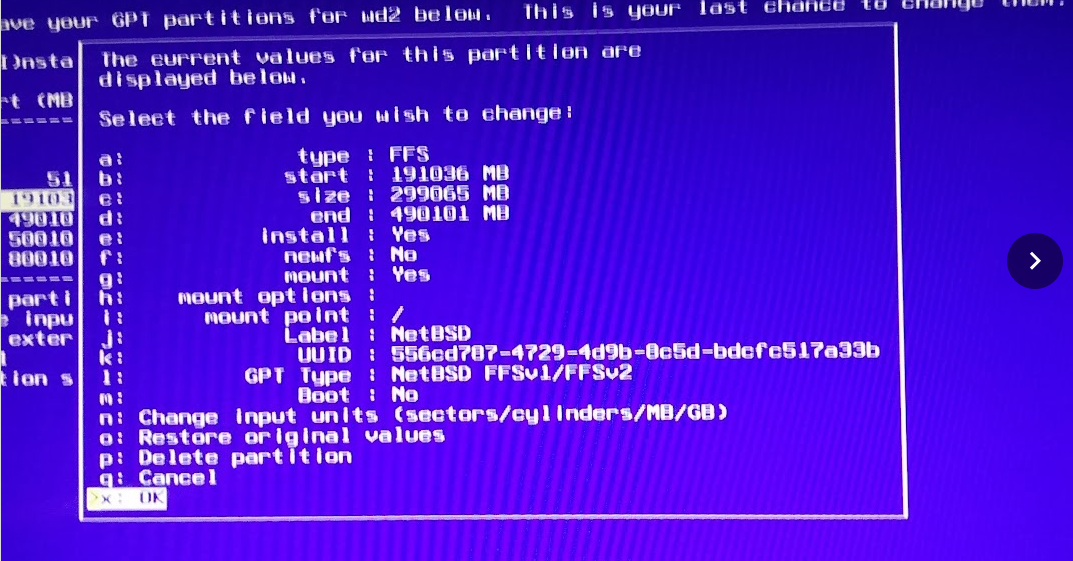 ave your GPT partitions for wd2 below. This is your last chance to change them.
I)nsta
rt (MB
------
51
19103
49010
50010
80010
------
parti
e inpu
exter
l
tion s
The current values for this partition are
displayed below.
Select the field you wish to change:
a: type : FFS
b: start : 191036 MB
c: size : 299065 MB
d: end : 490101 MB
e: install : Yes
f: newfs : No
g: mount : Yes
h: mount options :
i: mount point : /
j: Label : NetBSD
k: UUID : 556cd707-4729-4d9b-8c5d-bdcfc517a33b
l: GPT Type : NetBSD FFSv1/FFSv2
m: Boot : No
n: Change input units (sectors/cylinders/MB/GB)
o: Restore original values
p: Delete partition
q: Cancel
>x: OK